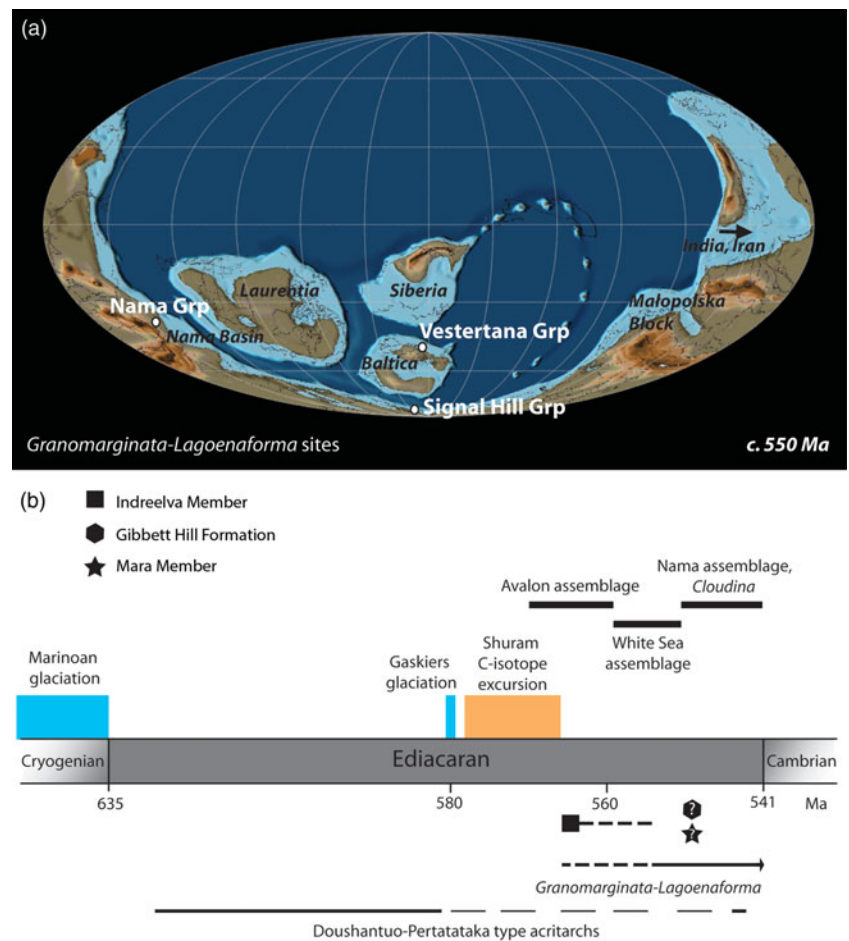 (a)
India, Iran
Laurentia
Siberia
Małopolska
Block
Nama Grp
Nama Basin
Vestertana Grp
Baltica
Signal Hill Grp
Granomarginata-Lagoenaforma sites
c. 550 Ma
(b)
Indreelva Member
Gibbett Hill Formation
Mara Member
Nama assemblage,
Cloudina
Avalon assemblage
White Sea
assemblage
Marinoan
glaciation
Gaskiers
glaciation
Shuram
C-isotope
excursion
Cryogenian
Ediacaran
Cambrian
635
580
560
541
Ma
?
?
Granomarginata-Lagoenaforma
Doushantuo-Pertatataka type acritarchs